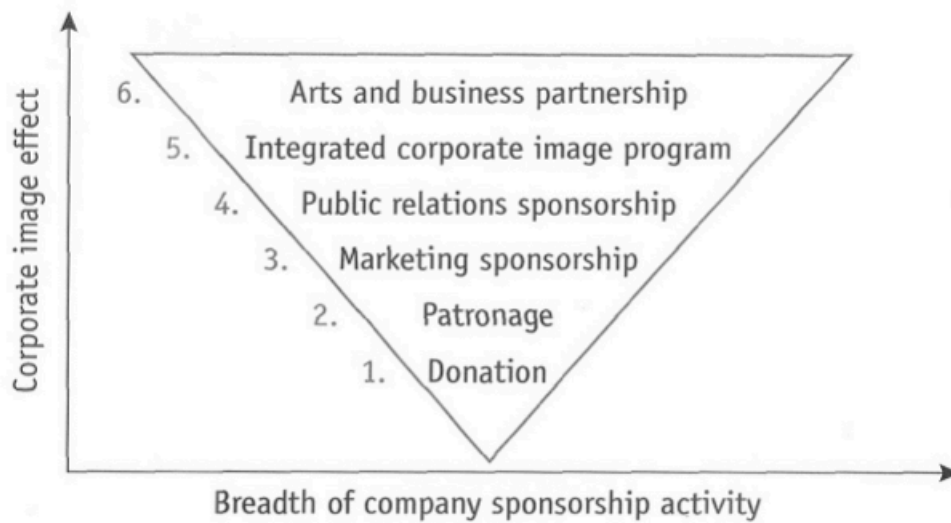 Corporate image effect
6. Arts and business partnership
5. Integrated corporate image program
4. Public relations sponsorship
3. Marketing sponsorship
2. Patronage
1. Donation
Breadth of company sponsorship activity